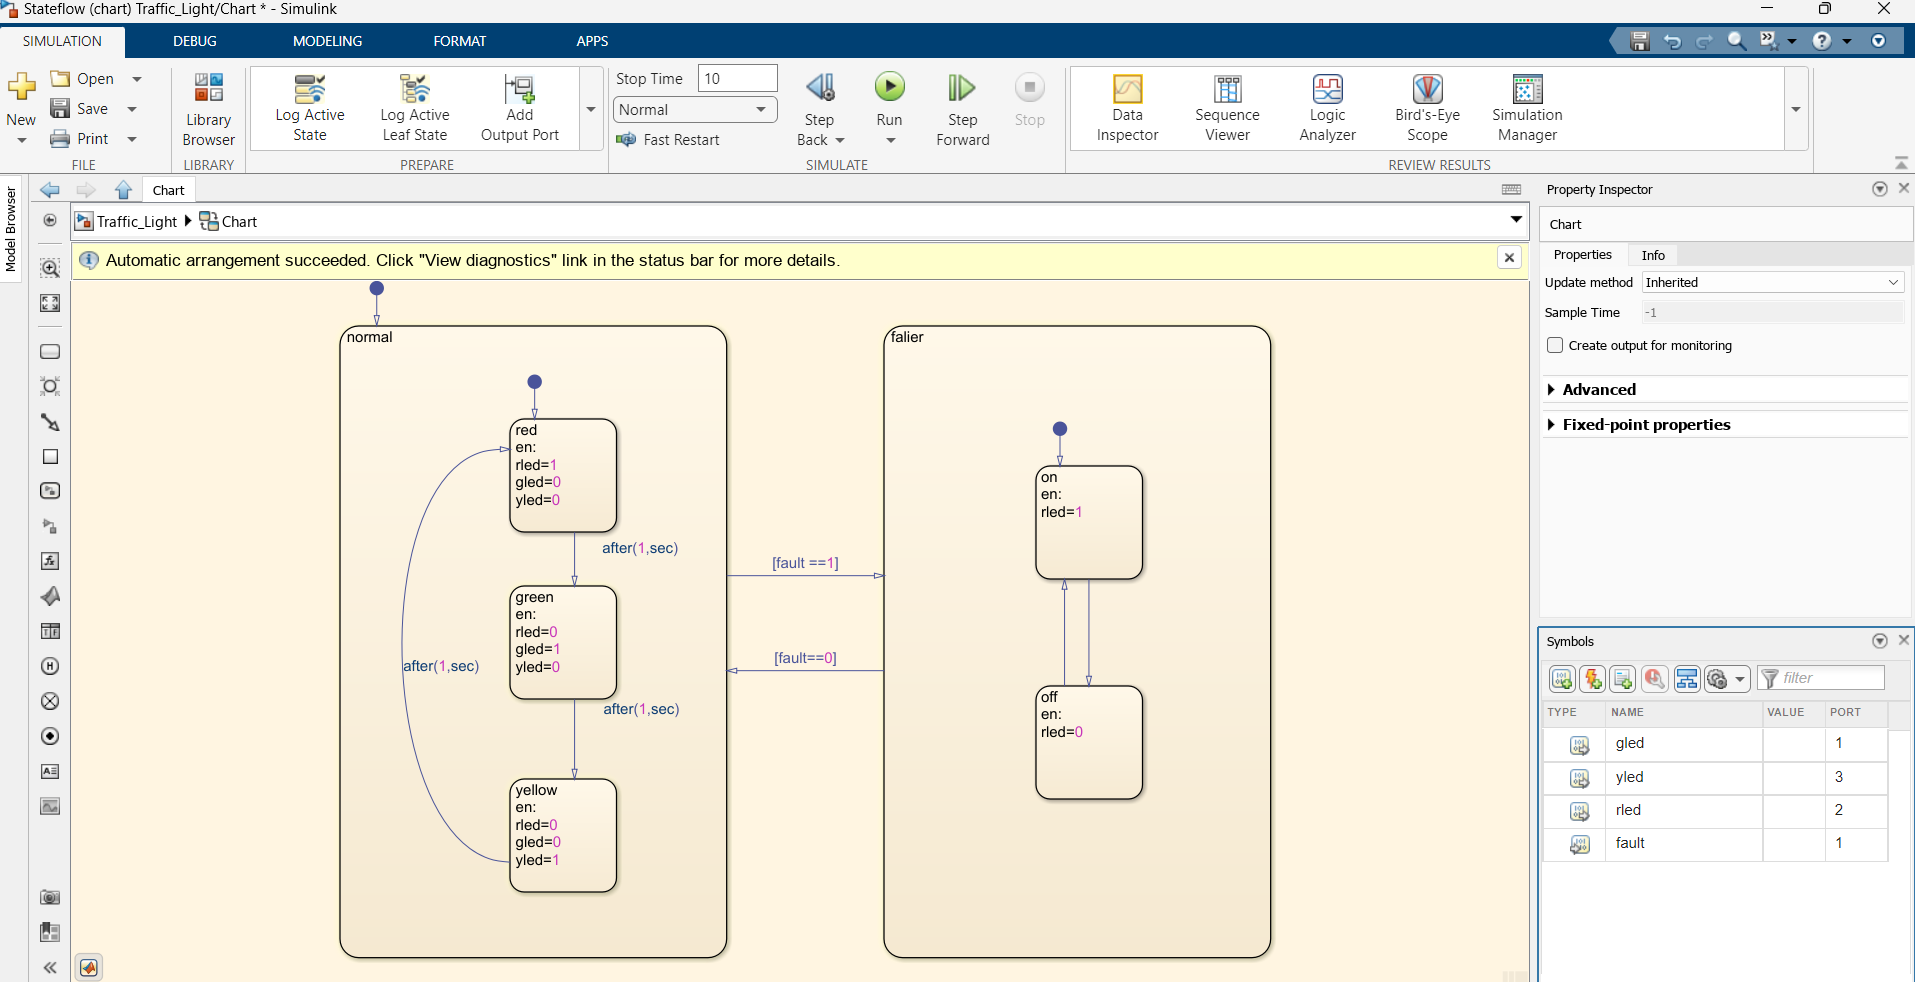 Stateflow (chart) Traffic_Light/Chart * - Simulink
SIMULATION
DEBUG
MODELING
FORMAT
APPS
New
Open
Save
Print
FILE
Library
Browser
LIBRARY
Log Active
State
Log Active
Leaf State
Add
Output Port
PREPARE
Stop Time
10
Normal
Fast Restart
Step
Back
Run
Step
Forward
Stop
SIMULATE
Data
Inspector
Sequence
Viewer
Logic
Analyzer
Bird's-Eye
Scope
Simulation
Manager
REVIEW RESULTS
Model Browser
Chart
Traffic_Light
Chart
Automatic arrangement succeeded. Click "View diagnostics" link in the status bar for more details.
normal
red
en:
rled=1
gled=0
yled=0
after(1,sec)
green
en:
rled=0
gled=1
yled=0
after(1,sec)
after(1,sec)
yellow
en:
rled=0
gled=0
yled=1
[fault ==1]
[fault==0]
falier
on
en:
rled=1
off
en:
rled=0
Property Inspector
Chart
Properties
Info
Update method
Inherited
Sample Time
-1
Create output for monitoring
Advanced
Fixed-point properties
Symbols
filter
TYPE NAME VALUE PORT
gled 1
yled 3
rled 2
fault 1